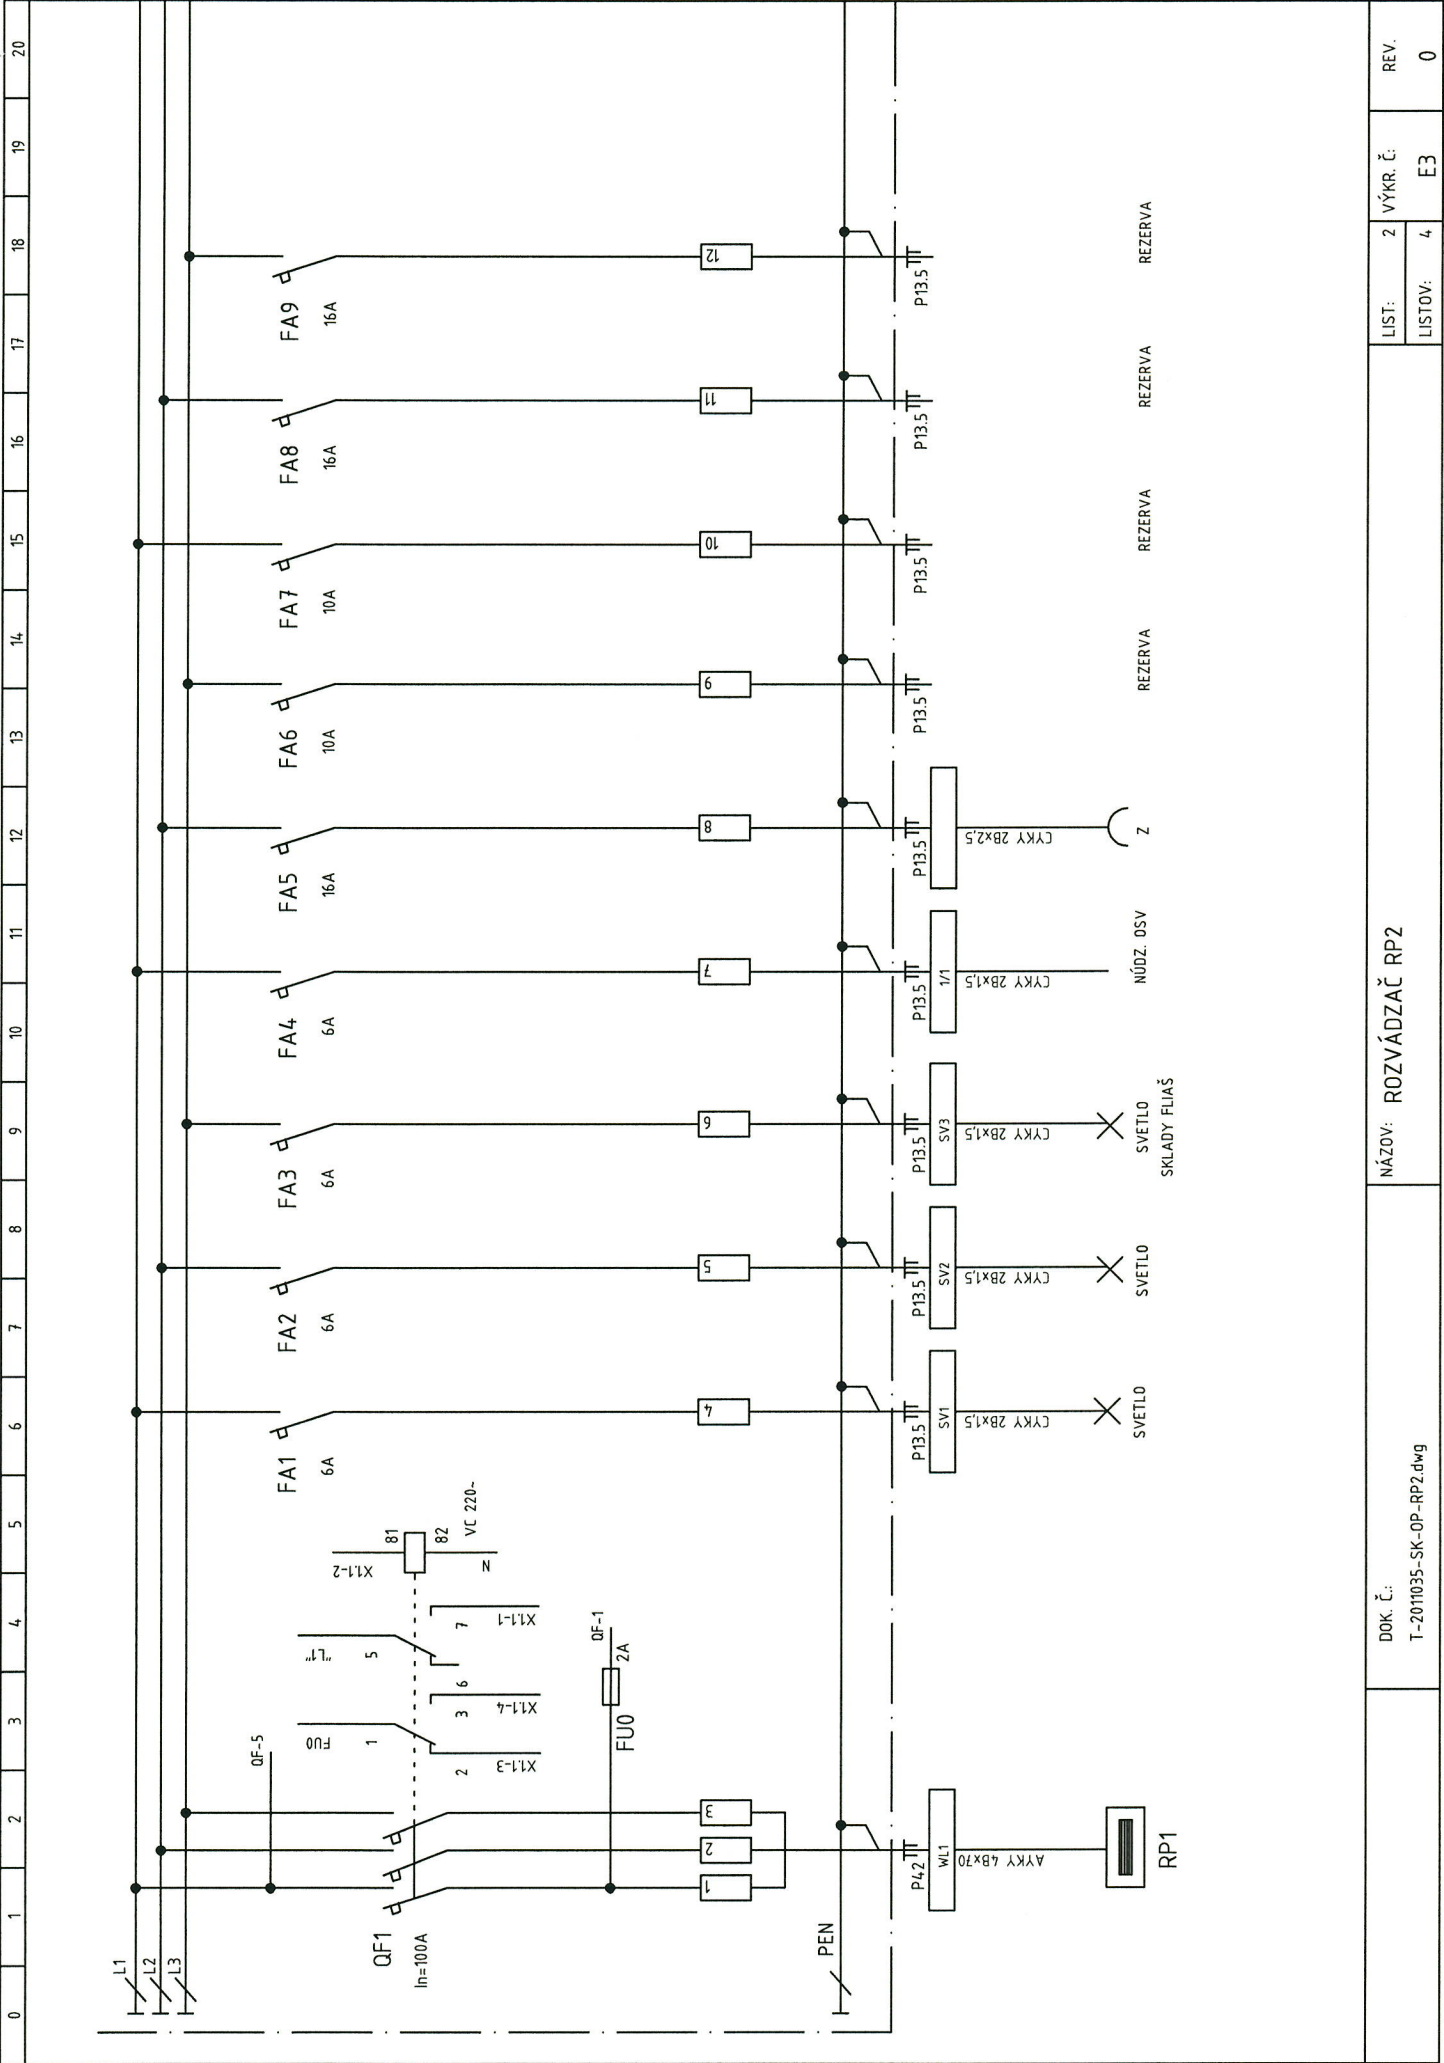 0 1 2 3 4 5 6 7 8 9 10 11 12 13 14 15 16 17 18 19 20
L1
L2
L3
QF-5
QF1
In=100A
FU0
1
2
X1.1-3
3
X1.1-4
"L1"
5
6
7
X1.1-1
X1.1-2
81
82
N
VC 220~
QF-1
2A
FU0
FA1
6A
FA2
6A
FA3
6A
FA4
6A
FA5
16A
FA6
10A
FA7
10A
FA8
16A
FA9
16A
1 2 3 4 5 6 7 8 9 10 11 12
PEN
P42
P13.5
P13.5
P13.5
P13.5
P13.5
P13.5
P13.5
P13.5
P13.5
WL1
SV1
SV2
SV3
1/1
AYKY 4Bx70
CYKY 2Bx1,5
CYKY 2Bx1,5
CYKY 2Bx1,5
CYKY 2Bx1,5
CYKY 2Bx2,5
RP1
SVETLO
SVETLO
SVETLO
SKLADY FLIAŠ
NÚDZ. OSV
Z
REZERVA
REZERVA
REZERVA
REZERVA
DOK. Č.:
T-2011035-SK-OP-RP2.dwg
NÁZOV: ROZVÁDZAČ RP2
LIST: 2
LISTOV: 4
VÝKR. Č:
E3
REV.
0